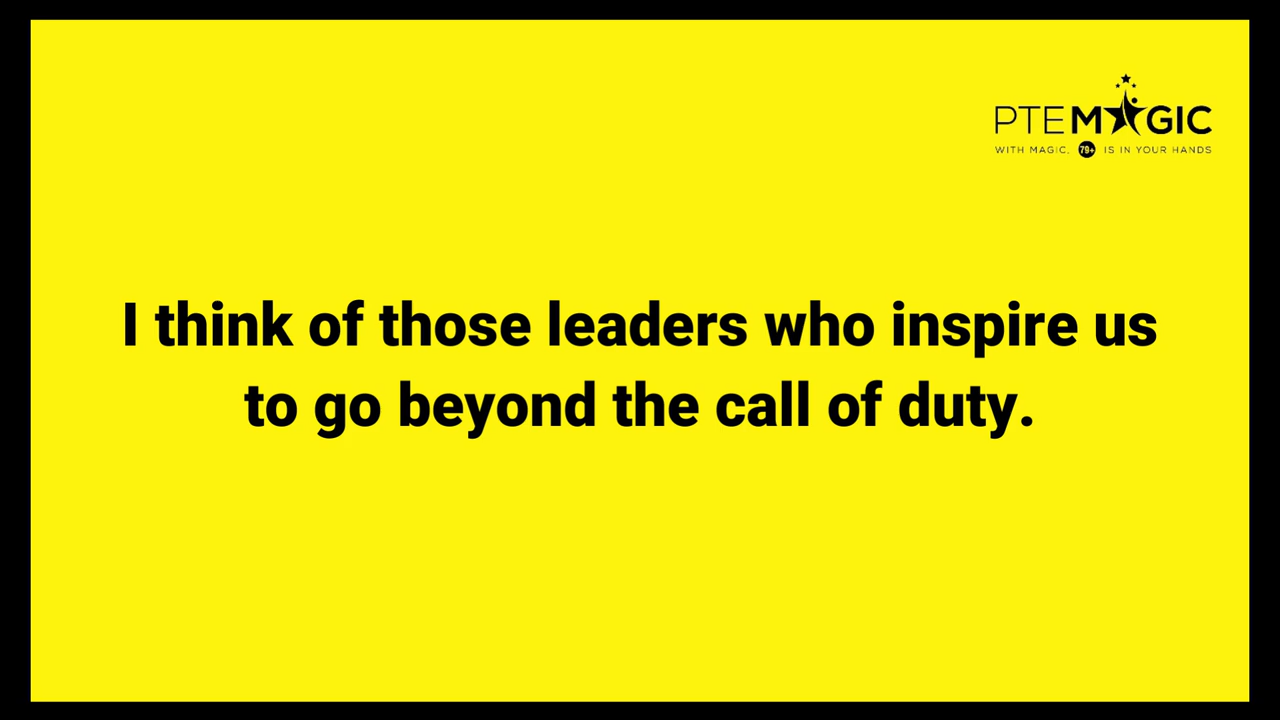 PTEMAGIC
WITH MAGIC, 79+ IS IN YOUR HANDS
I think of those leaders who inspire us
to go beyond the call of duty.